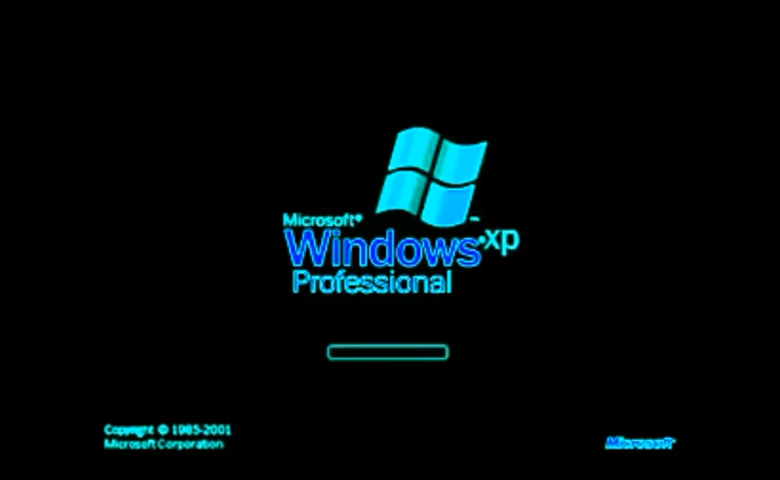 Microsoft®
Windows xp
Professional
Copyright © 1985-2001
Microsoft Corporation
Microsoft